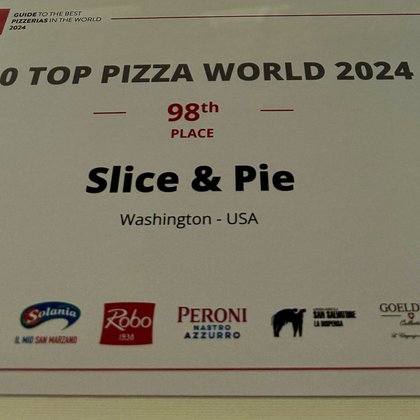 GUIDE TO THE BEST
PIZZERIAS IN THE WORLD
2024
0 TOP PIZZA WORLD 2024
98th
PLACE
Slice & Pie
Washington - USA
Solania
IL MIO SAN MARZANO
Robo
1938
PERONI
NASTRO
AZZURRO
SAN SALVATORE
LA DISPENSA
GOELD